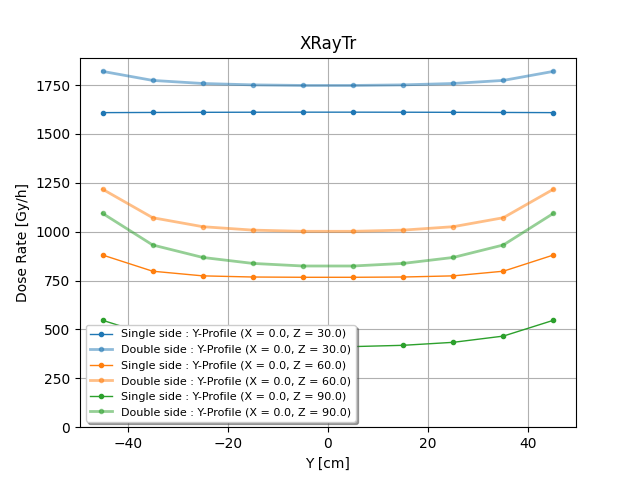 XRayTr
Dose Rate [Gy/h]
1750
1500
1250
1000
750
500
250
0
Single side : Y-Profile (X = 0.0, Z = 30.0)
Double side : Y-Profile (X = 0.0, Z = 30.0)
Single side : Y-Profile (X = 0.0, Z = 60.0)
Double side : Y-Profile (X = 0.0, Z = 60.0)
Single side : Y-Profile (X = 0.0, Z = 90.0)
Double side : Y-Profile (X = 0.0, Z = 90.0)
−40 −20 0 20 40
Y [cm]